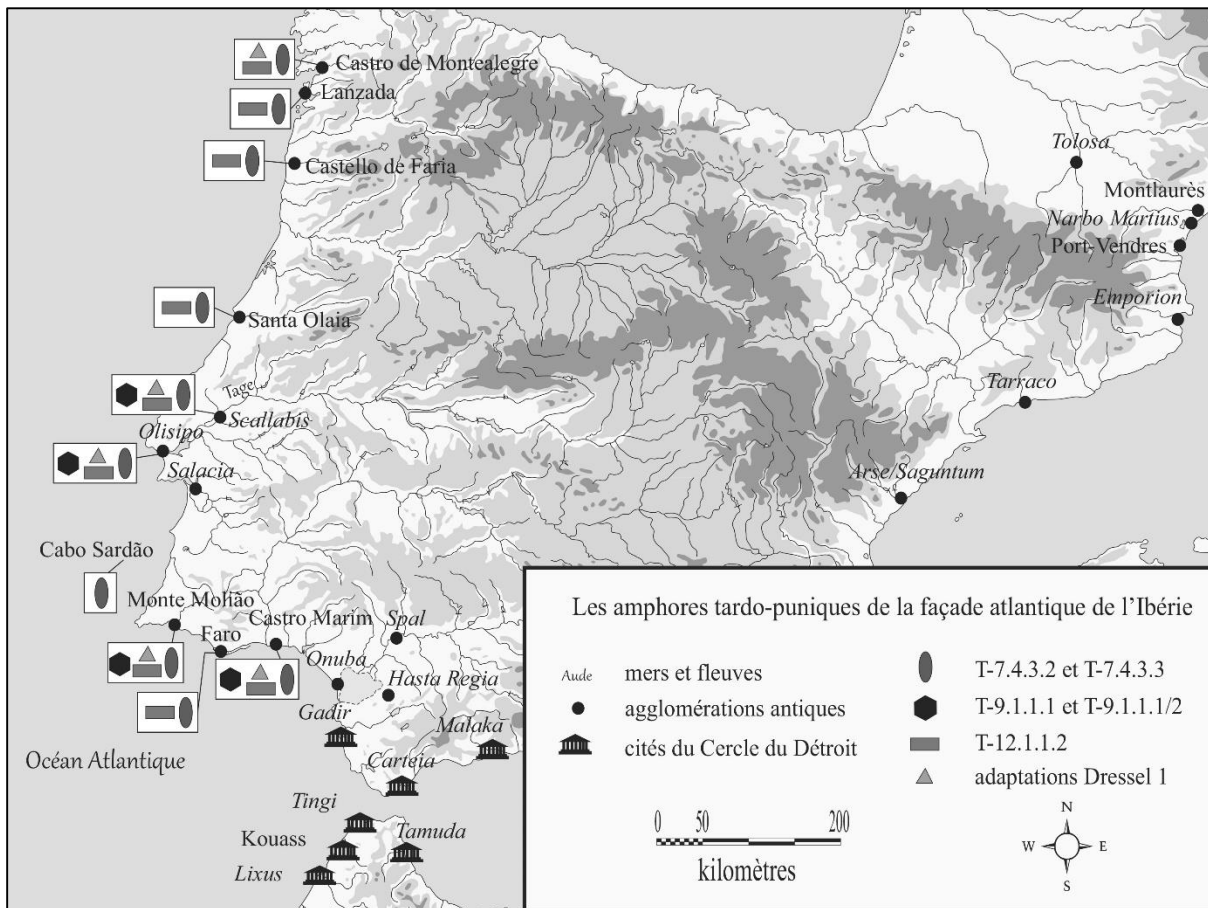 Castro de Montealegre
Lanzada
Castello de Faria
Tolosa
Montlaurès
Narbo Martius
Port-Vendres
Emporion
Santa Olaia
Tarraco
Tage
Scallabis
Olisipo
Salacia
Arse/Saguntum
Cabo Sardão
Monte Molião
Castro Marim
Spal
Faro
Onuba
Hasta Regia
Gadir
Malaka
Océan Atlantique
Carteia
Tingi
Kouass
Tamuda
Lixus
Les amphores tardo-puniques de la façade atlantique de l'Ibérie
Aude mers et fleuves
agglomérations antiques
cités du Cercle du Détroit
T-7.4.3.2 et T-7.4.3.3
T-9.1.1.1 et T-9.1.1.1/2
T-12.1.1.2
adaptations Dressel 1
0 50 200
kilomètres
N
W E
S